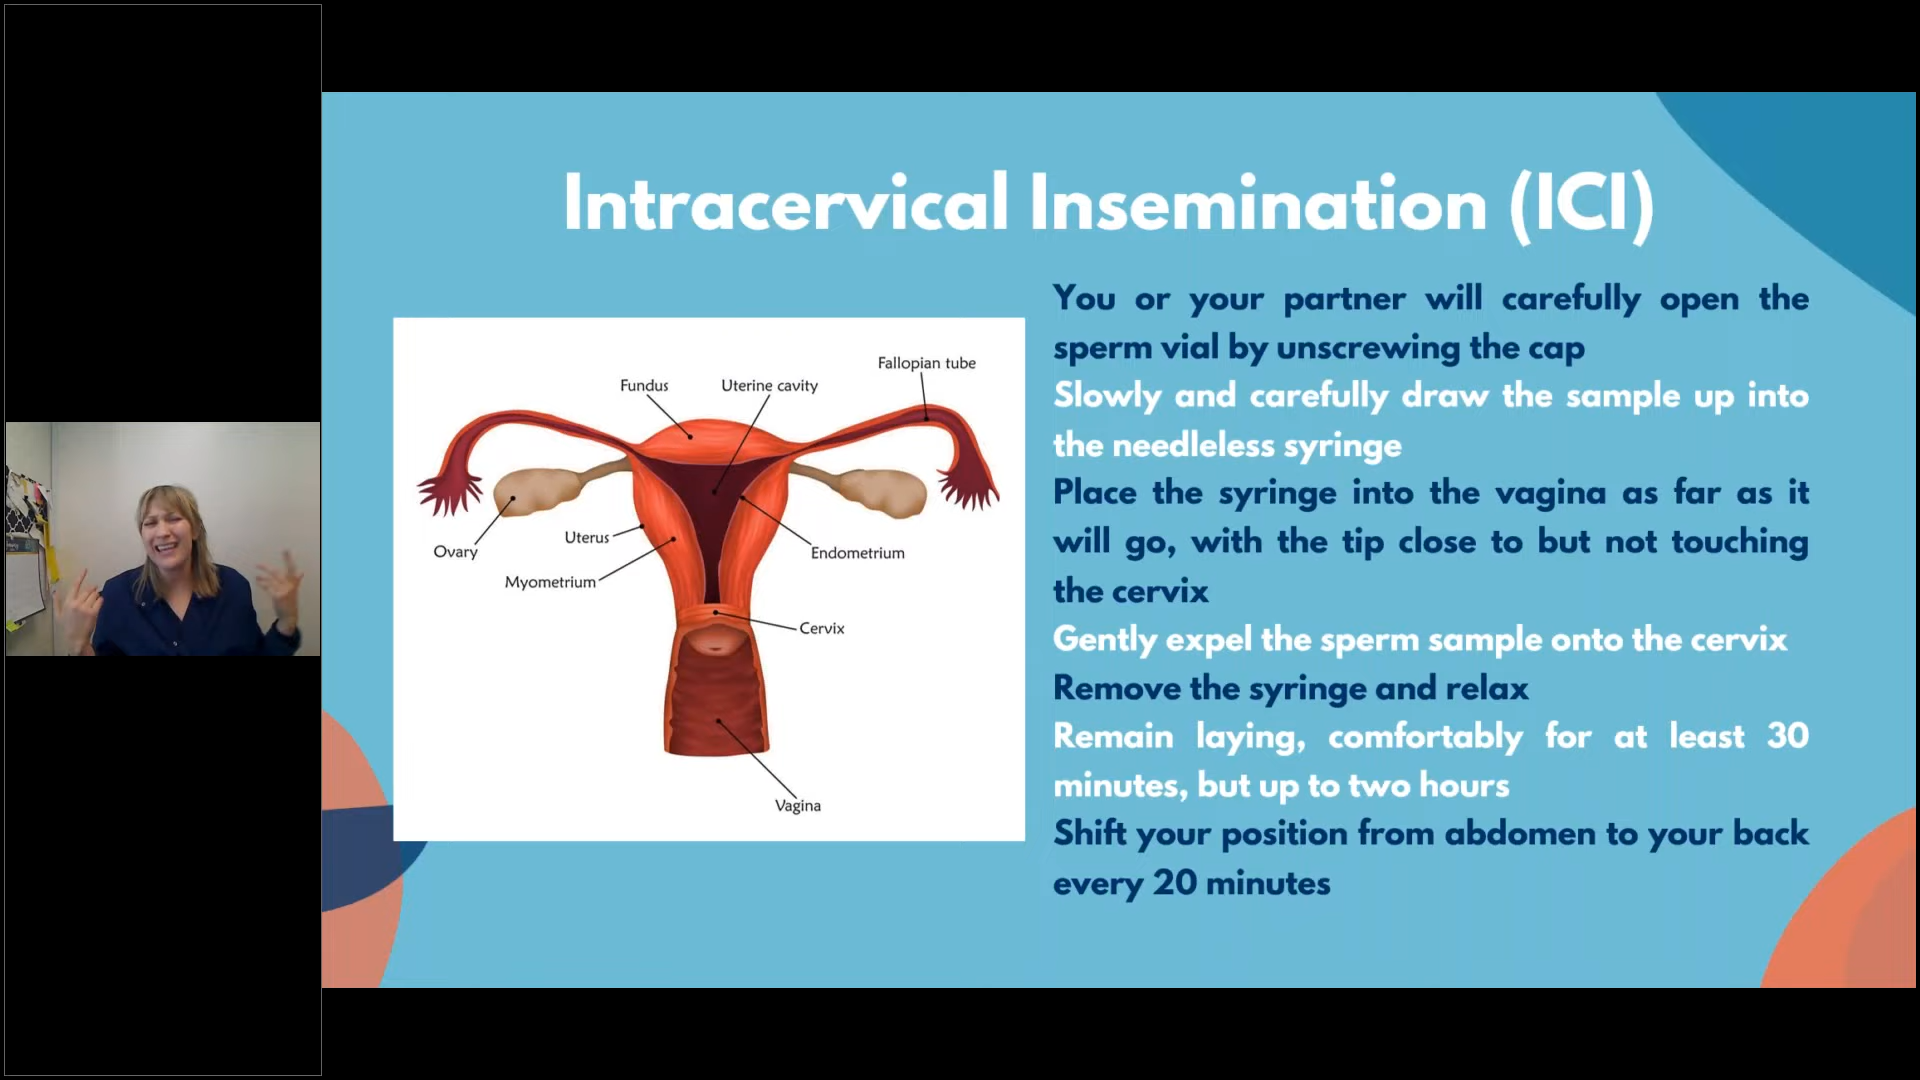 Intracervical Insemination (ICI)
Fallopian tube
Fundus
Uterine cavity
Ovary
Uterus
Endometrium
Myometrium
Cervix
Vagina
You or your partner will carefully open the
sperm vial by unscrewing the cap
Slowly and carefully draw the sample up into
the needleless syringe
Place the syringe into the vagina as far as it
will go, with the tip close to but not touching
the cervix
Gently expel the sperm sample onto the cervix
Remove the syringe and relax
Remain laying, comfortably for at least 30
minutes, but up to two hours
Shift your position from abdomen to your back
every 20 minutes